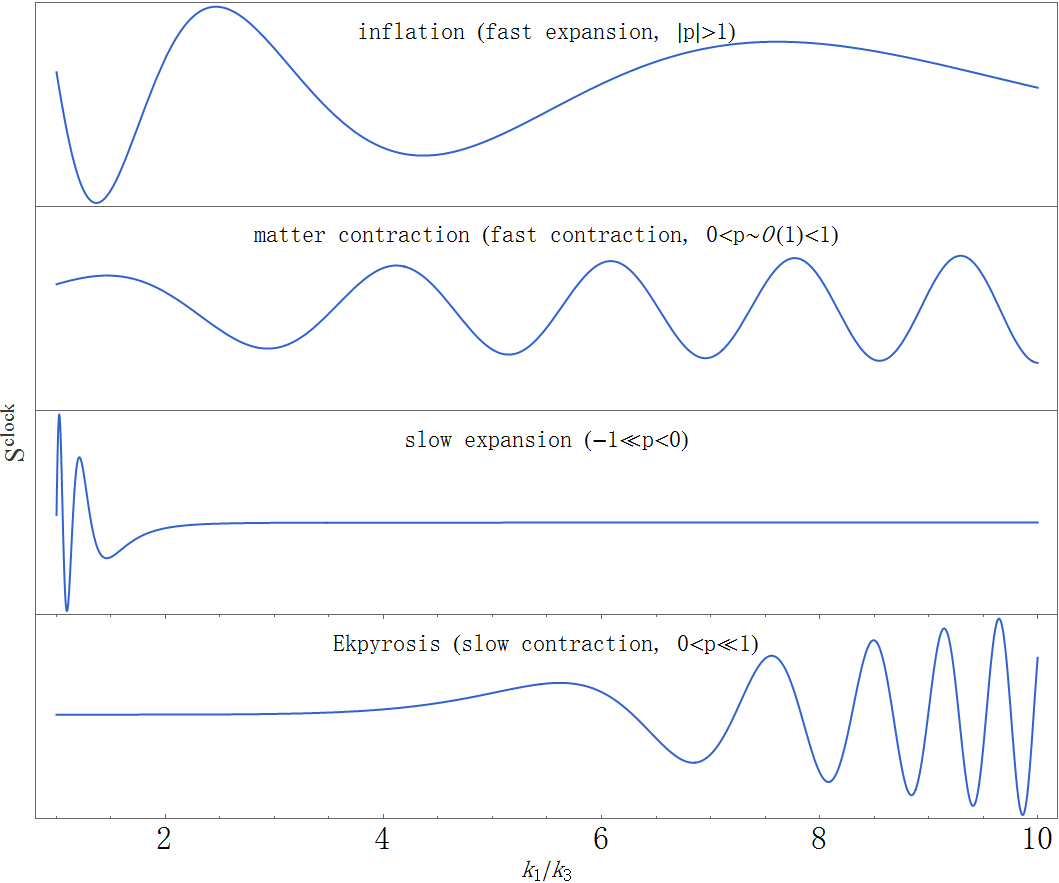 inflation (fast expansion, |p|>1)
matter contraction (fast contraction, 0<p~O(1)<1)
S^clock
slow expansion (−1≪p<0)
Ekpyrosis (slow contraction, 0<p≪1)
2 4 6 8 10
k₁/k₃